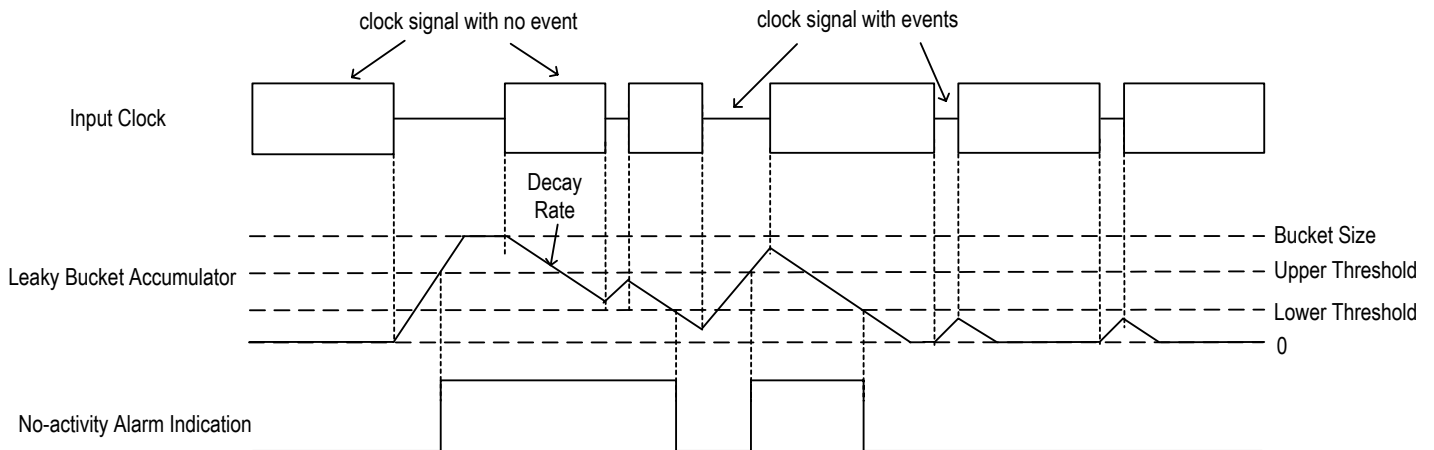 clock signal with no event
clock signal with events
Input Clock
Decay
Rate
Bucket Size
Leaky Bucket Accumulator
Upper Threshold
Lower Threshold
0
No-activity Alarm Indication